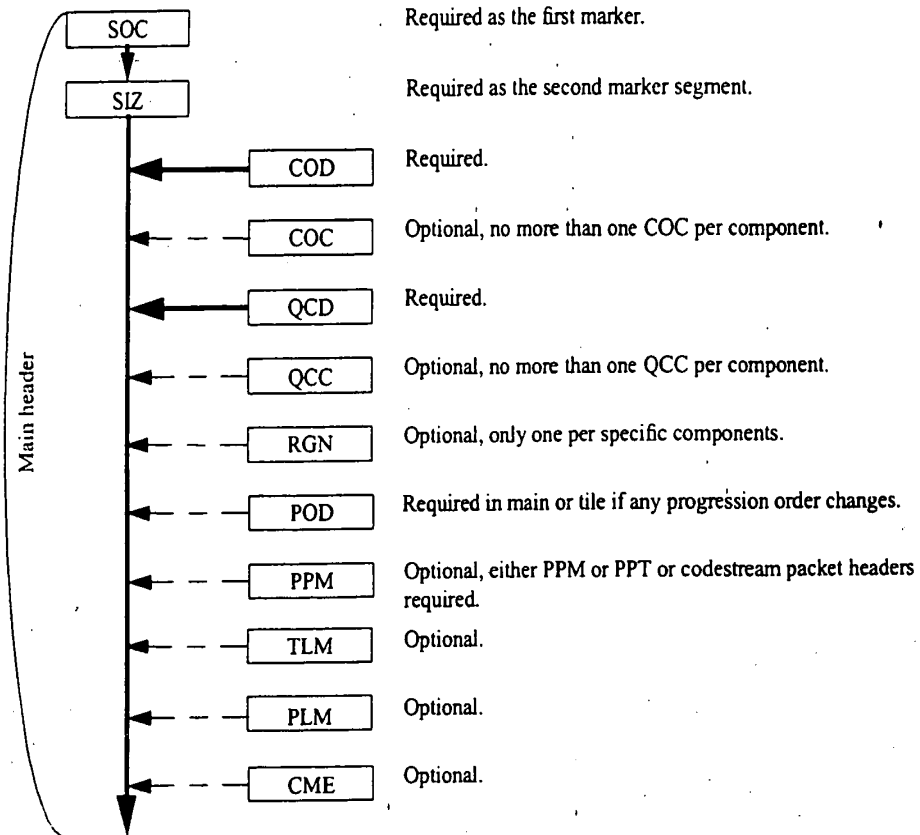 SOC Required as the first marker.
SIZ Required as the second marker segment.
COD Required.
COC Optional, no more than one COC per component.
QCD Required.
QCC Optional, no more than one QCC per component.
RGN Optional, only one per specific components.
POD Required in main or tile if any progression order changes.
PPM Optional, either PPM or PPT or codestream packet headers
required.
TLM Optional.
PLM Optional.
CME Optional.
Main header